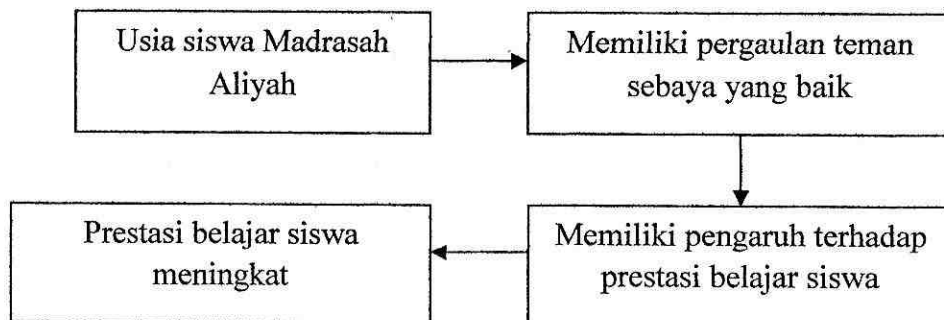 Usia siswa Madrasah
Aliyah
Memiliki pergaulan teman
sebaya yang baik
Memiliki pengaruh terhadap
prestasi belajar siswa
Prestasi belajar siswa
meningkat